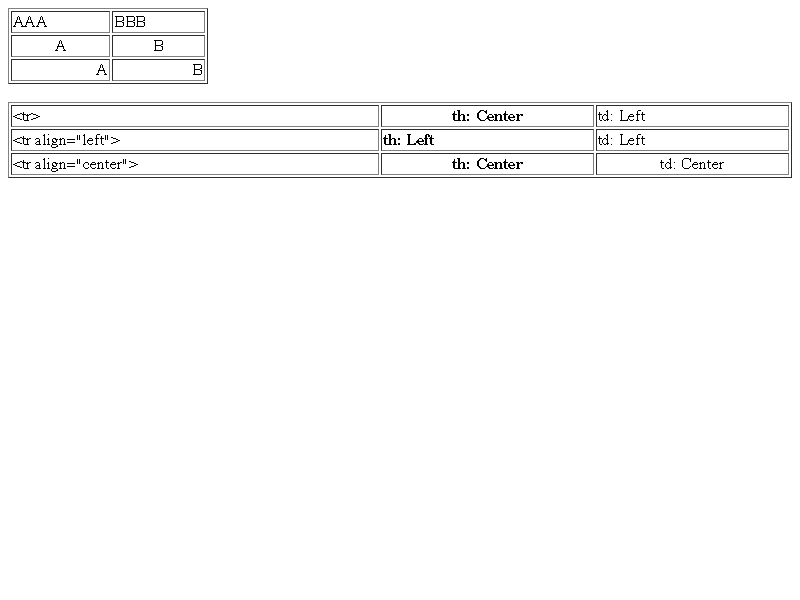 AAA BBB
A B
A B
<tr> th: Center td: Left
<tr align="left"> th: Left td: Left
<tr align="center"> th: Center td: Center